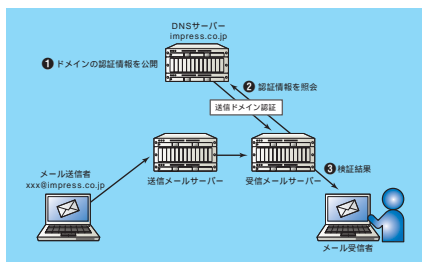 DNSサーバー
impress.co.jp
❶ ドメインの認証情報を公開
❷ 認証情報を照会
送信ドメイン認証
❸ 検証結果
メール送信者
xxx@impress.co.jp
送信メールサーバー
受信メールサーバー
メール受信者